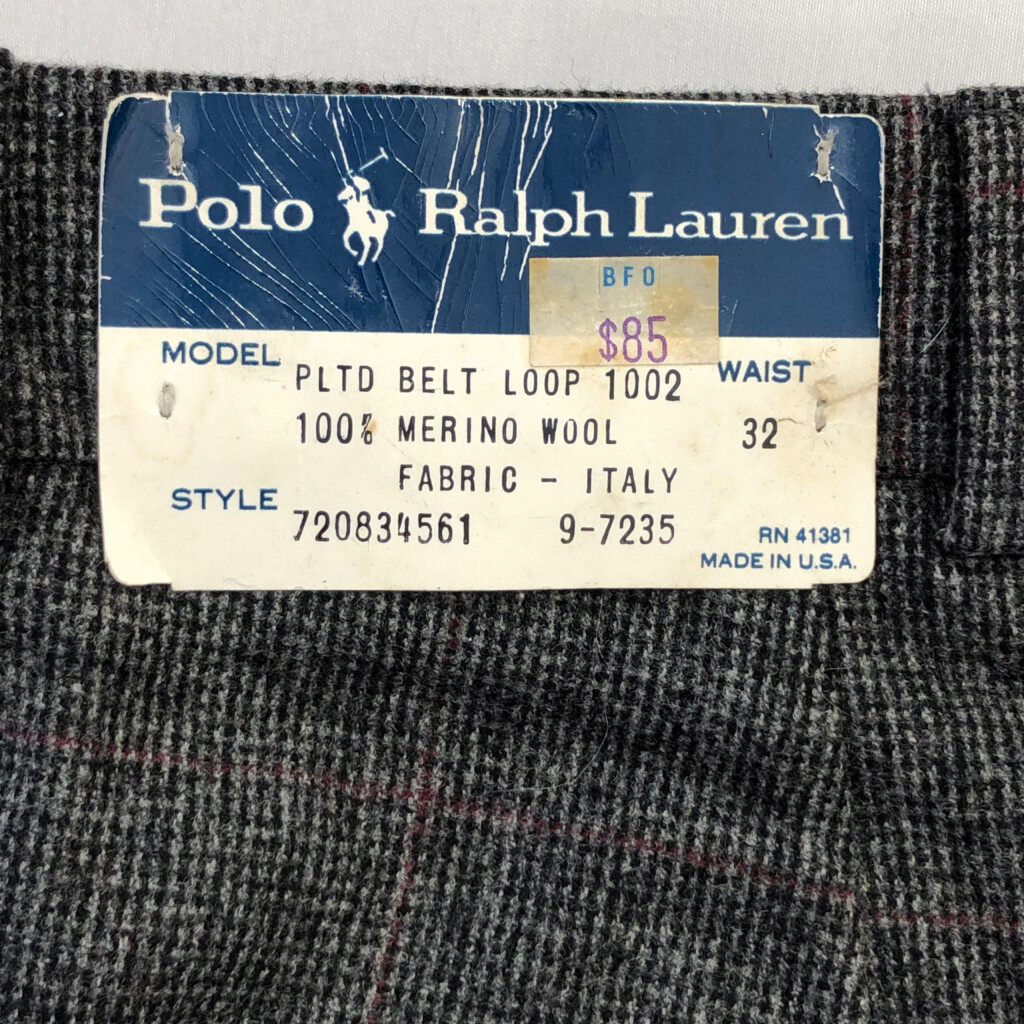 Polo Ralph Lauren
BFO
$85
MODEL PLTD BELT LOOP 1002 WAIST
100% MERINO WOOL 32
FABRIC - ITALY
STYLE 720834561 9-7235
RN 41381
MADE IN U.S.A.